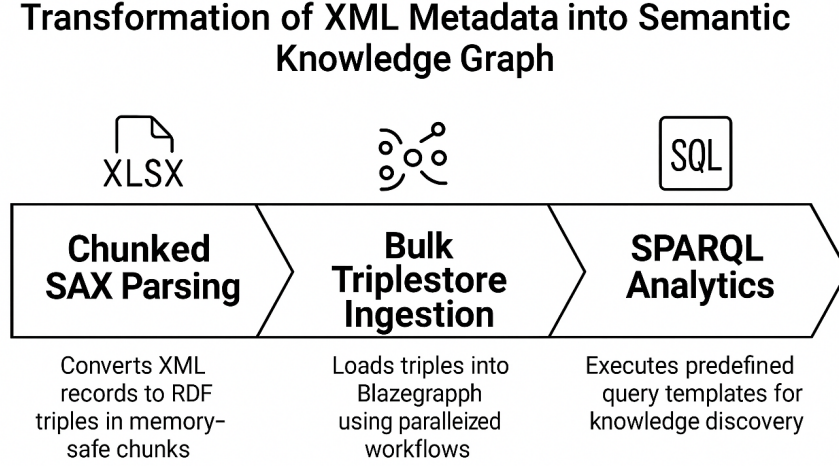 Transformation of XML Metadata into Semantic
Knowledge Graph
XLSX
SQL
Chunked
SAX Parsing
Bulk
Triplestore
Ingestion
SPARQL
Analytics
Converts XML
records to RDF
triples in memory-
safe chunks
Loads triples into
Blazegrapph
using paralleized
workflows
Executes predefined
query templates for
knowledge discovery